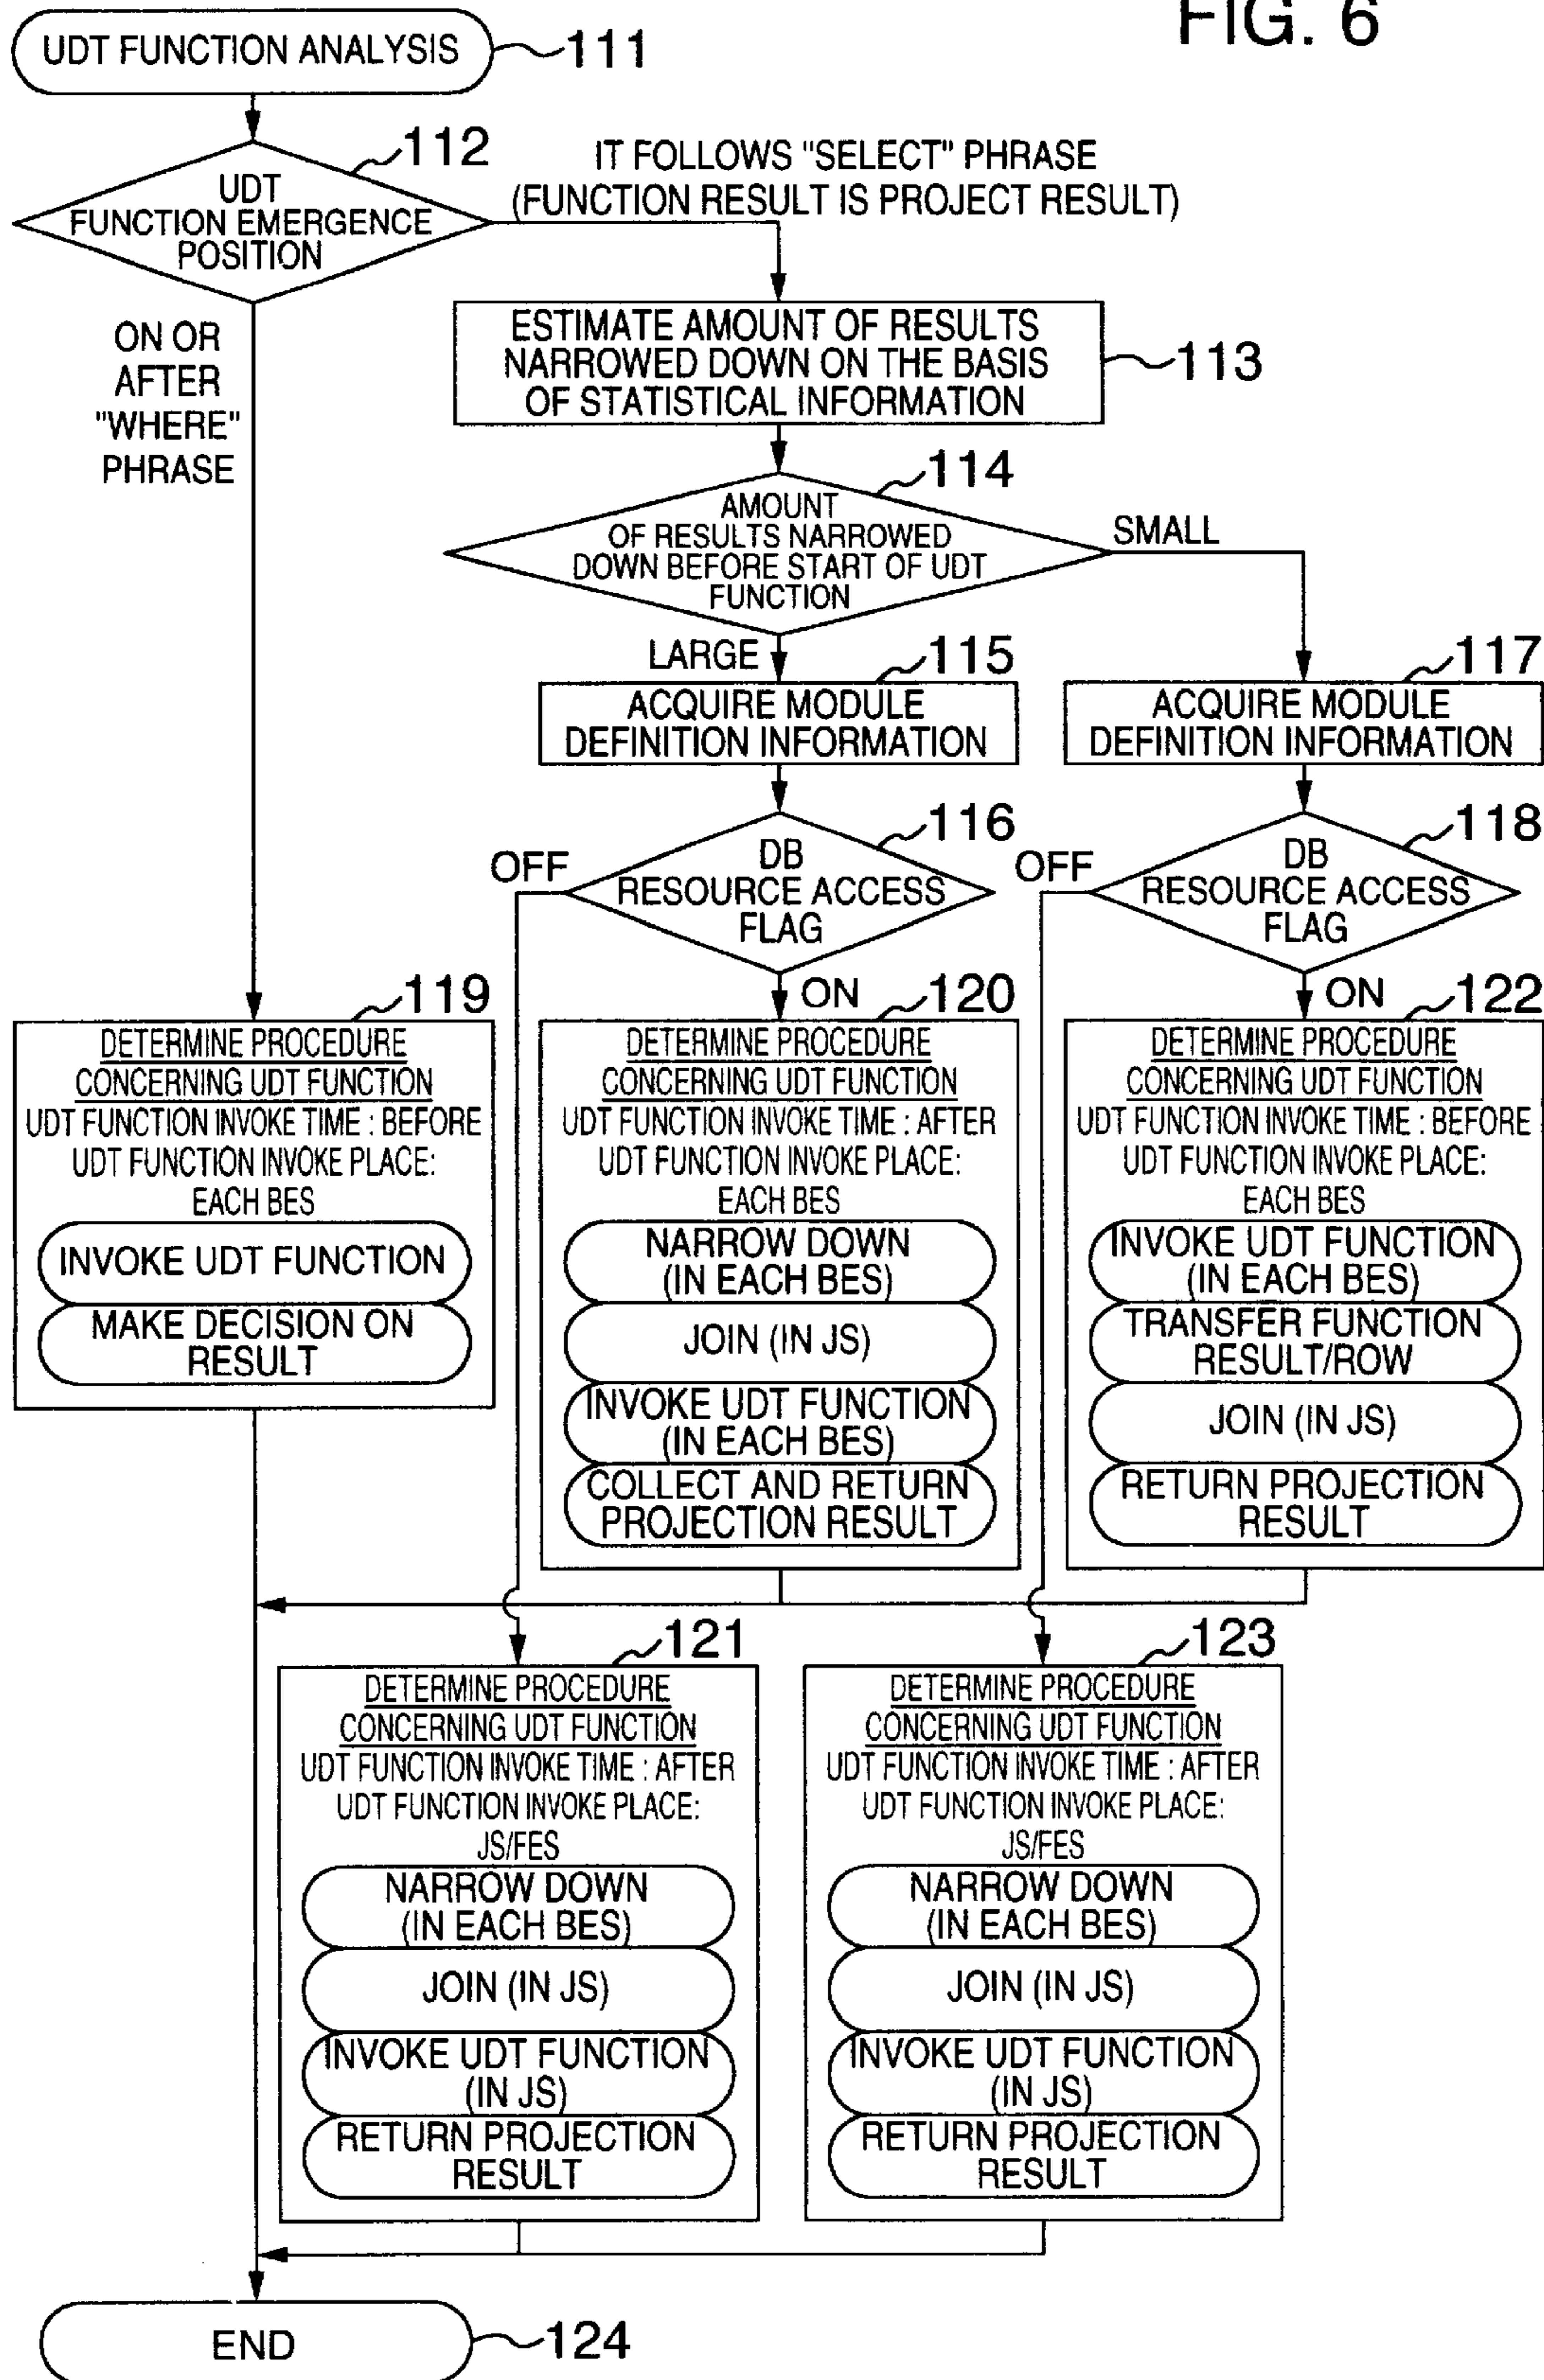 FIG. 6
UDT FUNCTION ANALYSIS
111
112
UDT
FUNCTION EMERGENCE
POSITION
IT FOLLOWS "SELECT" PHRASE
(FUNCTION RESULT IS PROJECT RESULT)
ON OR
AFTER
"WHERE"
PHRASE
ESTIMATE AMOUNT OF RESULTS
NARROWED DOWN ON THE BASIS
OF STATISTICAL INFORMATION
113
114
AMOUNT
OF RESULTS NARROWED
DOWN BEFORE START OF UDT
FUNCTION
SMALL
LARGE
115
ACQUIRE MODULE
DEFINITION INFORMATION
117
ACQUIRE MODULE
DEFINITION INFORMATION
116
OFF
DB
RESOURCE ACCESS
FLAG
ON
118
OFF
DB
RESOURCE ACCESS
FLAG
ON
119
DETERMINE PROCEDURE
CONCERNING UDT FUNCTION
UDT FUNCTION INVOKE TIME : BEFORE
UDT FUNCTION INVOKE PLACE:
EACH BES
INVOKE UDT FUNCTION
MAKE DECISION ON
RESULT
120
DETERMINE PROCEDURE
CONCERNING UDT FUNCTION
UDT FUNCTION INVOKE TIME : AFTER
UDT FUNCTION INVOKE PLACE:
EACH BES
NARROW DOWN
(IN EACH BES)
JOIN (IN JS)
INVOKE UDT FUNCTION
(IN EACH BES)
COLLECT AND RETURN
PROJECTION RESULT
122
DETERMINE PROCEDURE
CONCERNING UDT FUNCTION
UDT FUNCTION INVOKE TIME : BEFORE
UDT FUNCTION INVOKE PLACE:
EACH BES
INVOKE UDT FUNCTION
(IN EACH BES)
TRANSFER FUNCTION
RESULT/ROW
JOIN (IN JS)
RETURN PROJECTION
RESULT
121
DETERMINE PROCEDURE
CONCERNING UDT FUNCTION
UDT FUNCTION INVOKE TIME : AFTER
UDT FUNCTION INVOKE PLACE:
JS/FES
NARROW DOWN
(IN EACH BES)
JOIN (IN JS)
INVOKE UDT FUNCTION
(IN JS)
RETURN PROJECTION
RESULT
123
DETERMINE PROCEDURE
CONCERNING UDT FUNCTION
UDT FUNCTION INVOKE TIME : AFTER
UDT FUNCTION INVOKE PLACE:
JS/FES
NARROW DOWN
(IN EACH BES)
JOIN (IN JS)
INVOKE UDT FUNCTION
(IN JS)
RETURN PROJECTION
RESULT
END
124